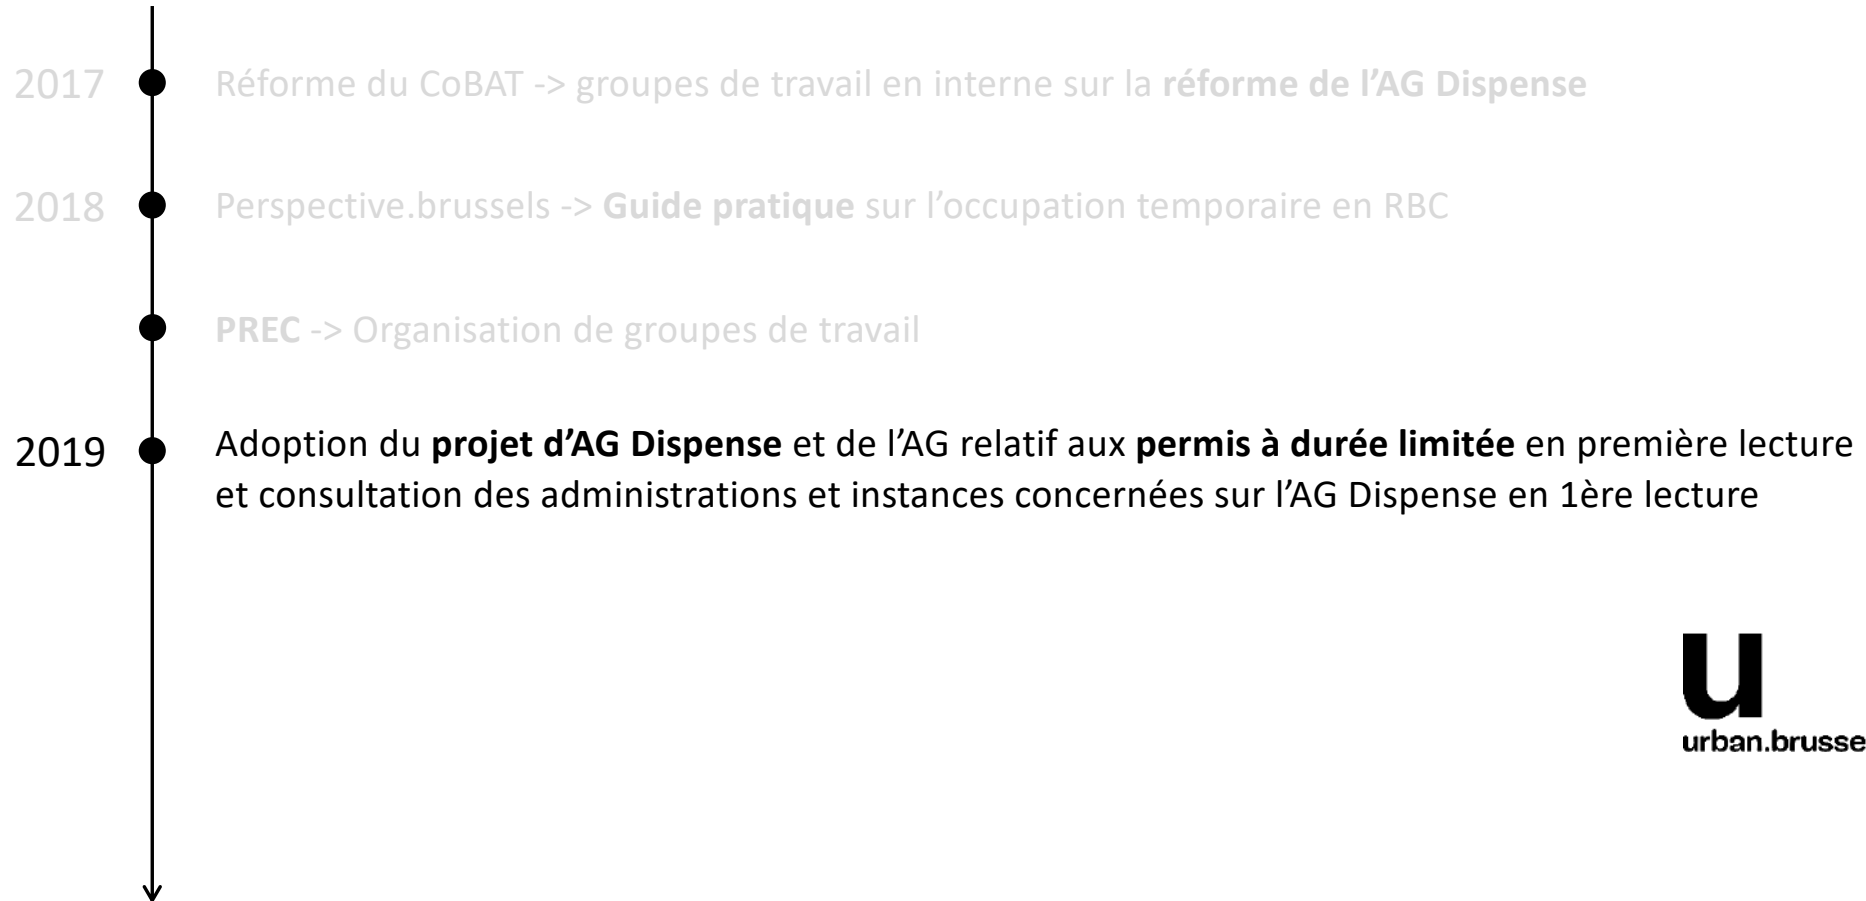 2017 Réforme du CoBAT -> groupes de travail en interne sur la réforme de l’AG Dispense
2018 Perspective.brussels -> Guide pratique sur l’occupation temporaire en RBC
PREC -> Organisation de groupes de travail
2019 Adoption du projet d’AG Dispense et de l’AG relatif aux permis à durée limitée en première lecture
et consultation des administrations et instances concernées sur l’AG Dispense en 1ère lecture
u
urban.brusse